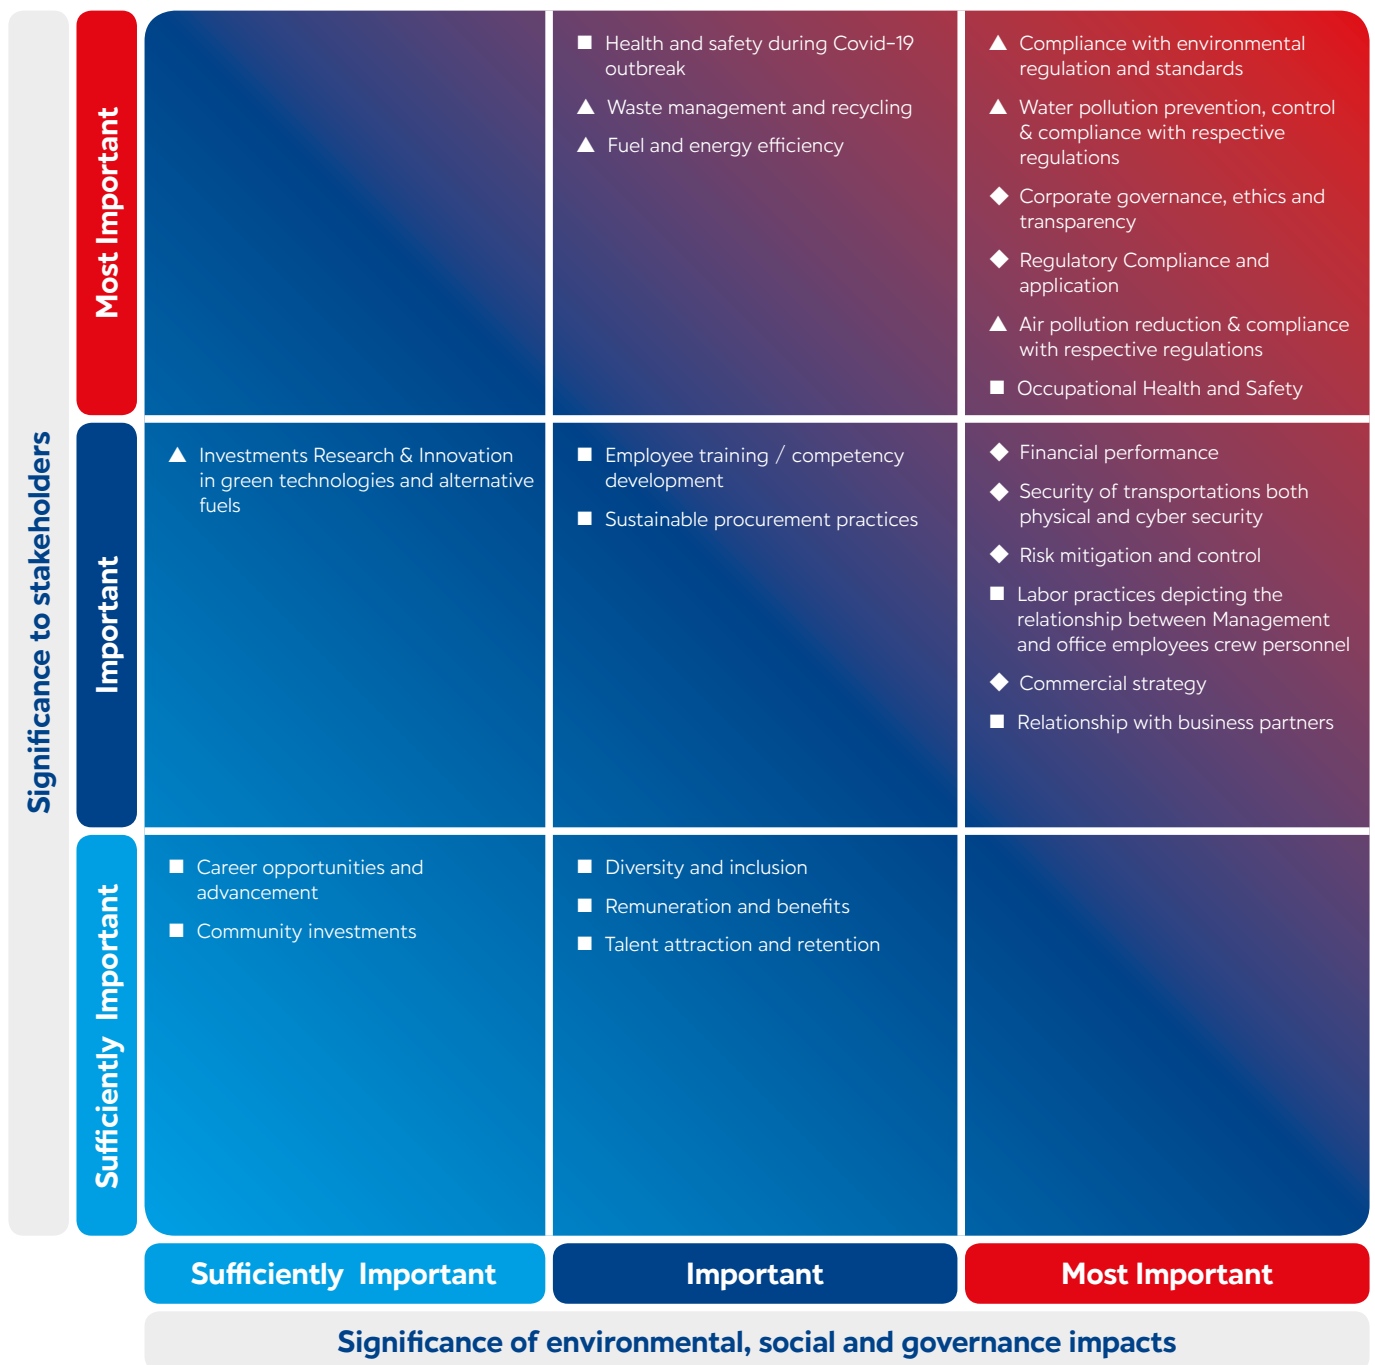 Significance to stakeholders
Most Important
Health and safety during Covid-19
outbreak
Waste management and recycling
Fuel and energy efficiency
Compliance with environmental
regulation and standards
Water pollution prevention, control
& compliance with respective
regulations
Corporate governance, ethics and
transparency
Regulatory Compliance and
application
Air pollution reduction & compliance
with respective regulations
Occupational Health and Safety
Important
Investments Research & Innovation
in green technologies and alternative
fuels
Employee training / competency
development
Sustainable procurement practices
Financial performance
Security of transportations both
physical and cyber security
Risk mitigation and control
Labor practices depicting the
relationship between Management
and office employees crew personnel
Commercial strategy
Relationship with business partners
Sufficiently Important
Career opportunities and
advancement
Community investments
Diversity and inclusion
Remuneration and benefits
Talent attraction and retention
Sufficiently Important
Important
Most Important
Significance of environmental, social and governance impacts